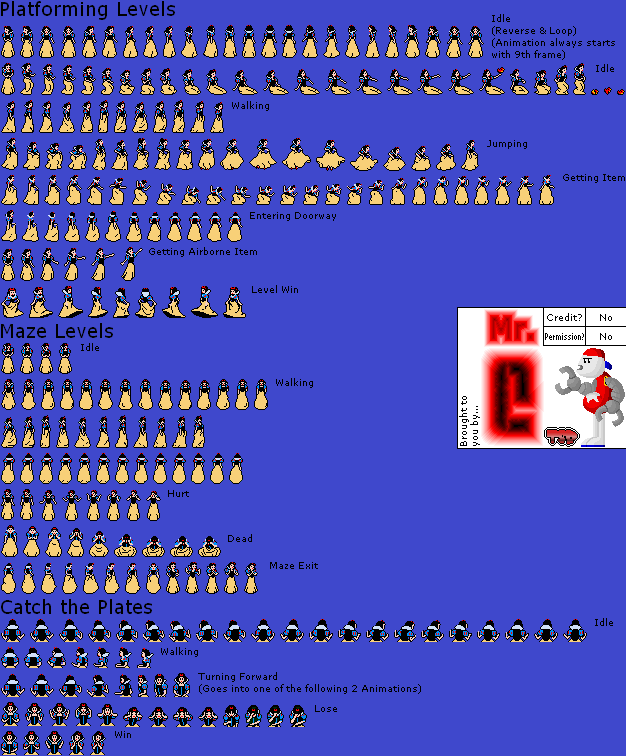 Platforming Levels
Idle
(Reverse & Loop)
(Animation always starts
with 9th frame)
Idle
Walking
Jumping
Getting Item
Entering Doorway
Getting Airborne Item
Level Win
Mr.
C
Brought to
you by...
Credit? No
Permission? No
Maze Levels
Idle
Walking
Hurt
Dead
Maze Exit
Catch the Plates
Idle
Walking
Turning Forward
(Goes into one of the following 2 Animations)
Lose
Win